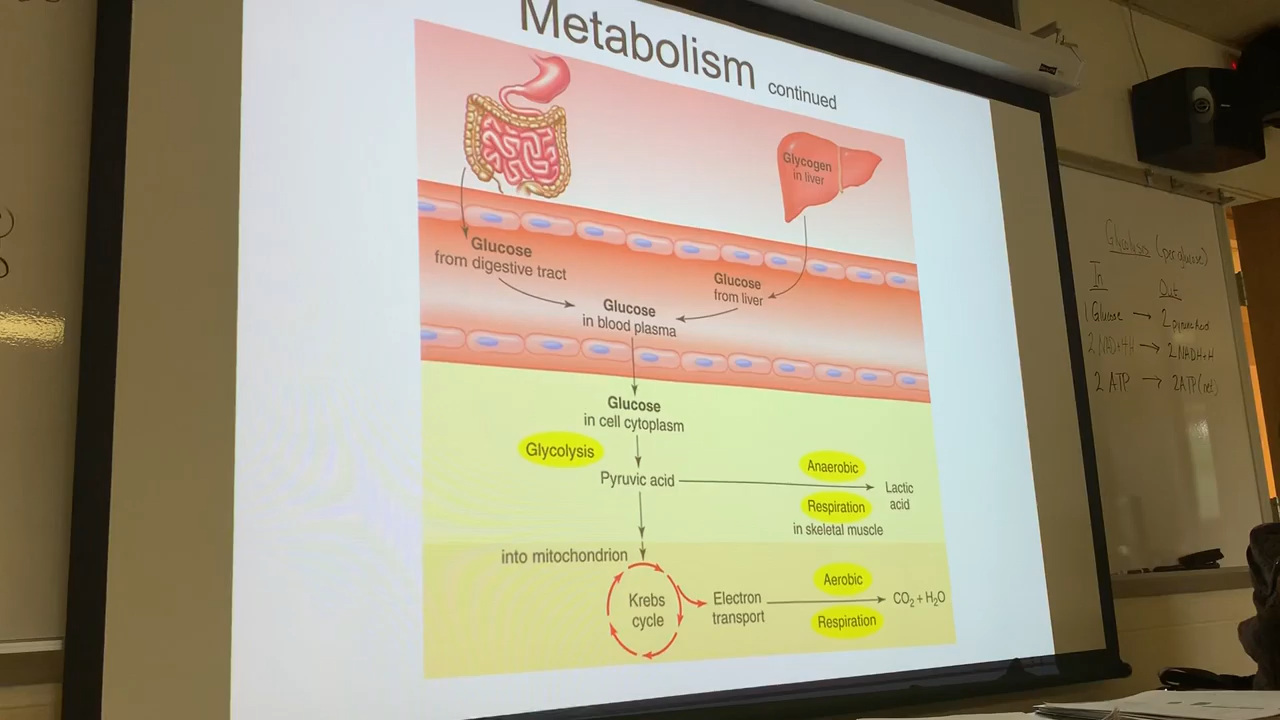 Metabolism continued
Glycogen
in liver
Glucose
from digestive tract
Glucose
from liver
Glucose
in blood plasma
Glucose
in cell cytoplasm
Glycolysis
Pyruvic acid
Anaerobic
Respiration
in skeletal muscle
Lactic
acid
into mitochondrion
Krebs
cycle
Electron
transport
Aerobic
Respiration
CO₂ + H₂O
Glycolysis (per glucose)
In
Out
1 Glucose → 2 pyruvic Acid
2 NAD+4H → 2 NADH+H
2 ATP → 2ATP (net)